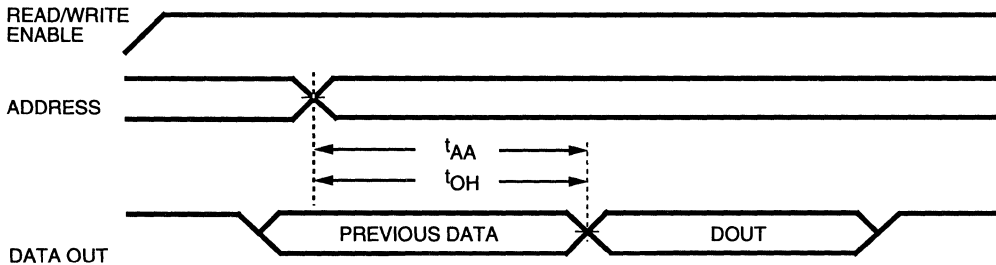 READ/WRITE
ENABLE
ADDRESS
tAA
tOH
PREVIOUS DATA
DOUT
DATA OUT